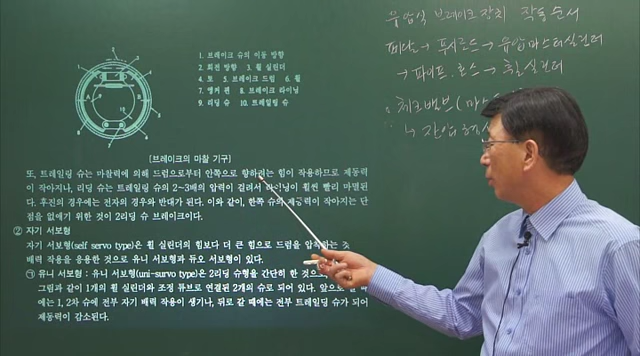 유압식 브레이크 장치 작동 순서
페달 → 푸시로드 → 유압마스터실린더
→ 파이프.호스 → 휠실린더
체크밸브 (마스
↳ 잔압
1. 브레이크 슈의 이동 방향
2. 회전 방향 3. 휠 실린더
4. 토 5. 브레이크 드럼 6. 휠
7. 앵커 핀 8. 브레이크 라이닝
9. 리딩 슈 10. 트레일링 슈
[브레이크의 마찰 기구]
또, 트레일링 슈는 마찰력에 의해 드럼으로부터 안쪽으로 향하려는 힘이 작용하므로 제동력
이 작아지나, 리딩 슈는 트레일링 슈의 2~3배의 압력이 걸려서 라이닝이 훨씬 빨리 마멸된
다. 후진의 경우에는 전자의 경우와 반대가 된다. 이와 같이, 한쪽 슈의 제동력이 작아지는 단
점을 없애기 위한 것이 2리딩 슈 브레이크이다.
② 자기 서보형
자기 서보형(self servo type)은 휠 실린더의 힘보다 더 큰 힘으로 드럼을 압착하는 것
배력 작용을 응용한 것으로 유니 서보형과 듀오 서보형이 있다.
㉠ 유니 서보형 : 유니 서보형(uni-survo type)은 2리딩 슈형을 간단히 한 것으로
그림과 같이 1개의 휠 실린더와 조정 튜브로 연결된 2개의 슈로 되어 있다. 앞으로
에는 1, 2차 슈에 전부 자기 배력 작용이 생기나, 뒤로 갈 때에는 전부 트레일링 슈가 되어
제동력이 감소된다.